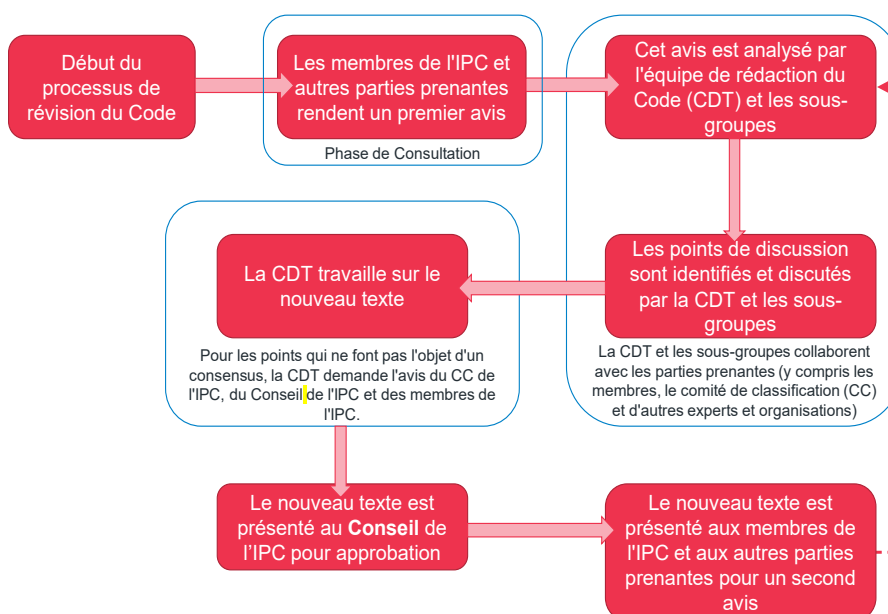 Début du
processus de
révision du Code
Les membres de l'IPC et
autres parties prenantes
rendent un premier avis
Phase de Consultation
Cet avis est analysé par
l'équipe de rédaction du
Code (CDT) et les sous-
groupes
Les points de discussion
sont identifiés et discutés
par la CDT et les sous-
groupes
La CDT et les sous-groupes collaborent
avec les parties prenantes (y compris les
membres, le comité de classification (CC)
et d'autres experts et organisations)
La CDT travaille sur le
nouveau texte
Pour les points qui ne font pas l'objet d'un
consensus, la CDT demande l'avis du CC de
l'IPC, du Conseil de l'IPC et des membres de
l'IPC.
Le nouveau texte est
présenté au Conseil de
l'IPC pour approbation
Le nouveau texte est
présenté aux membres de
l'IPC et aux autres parties
prenantes pour un second
avis